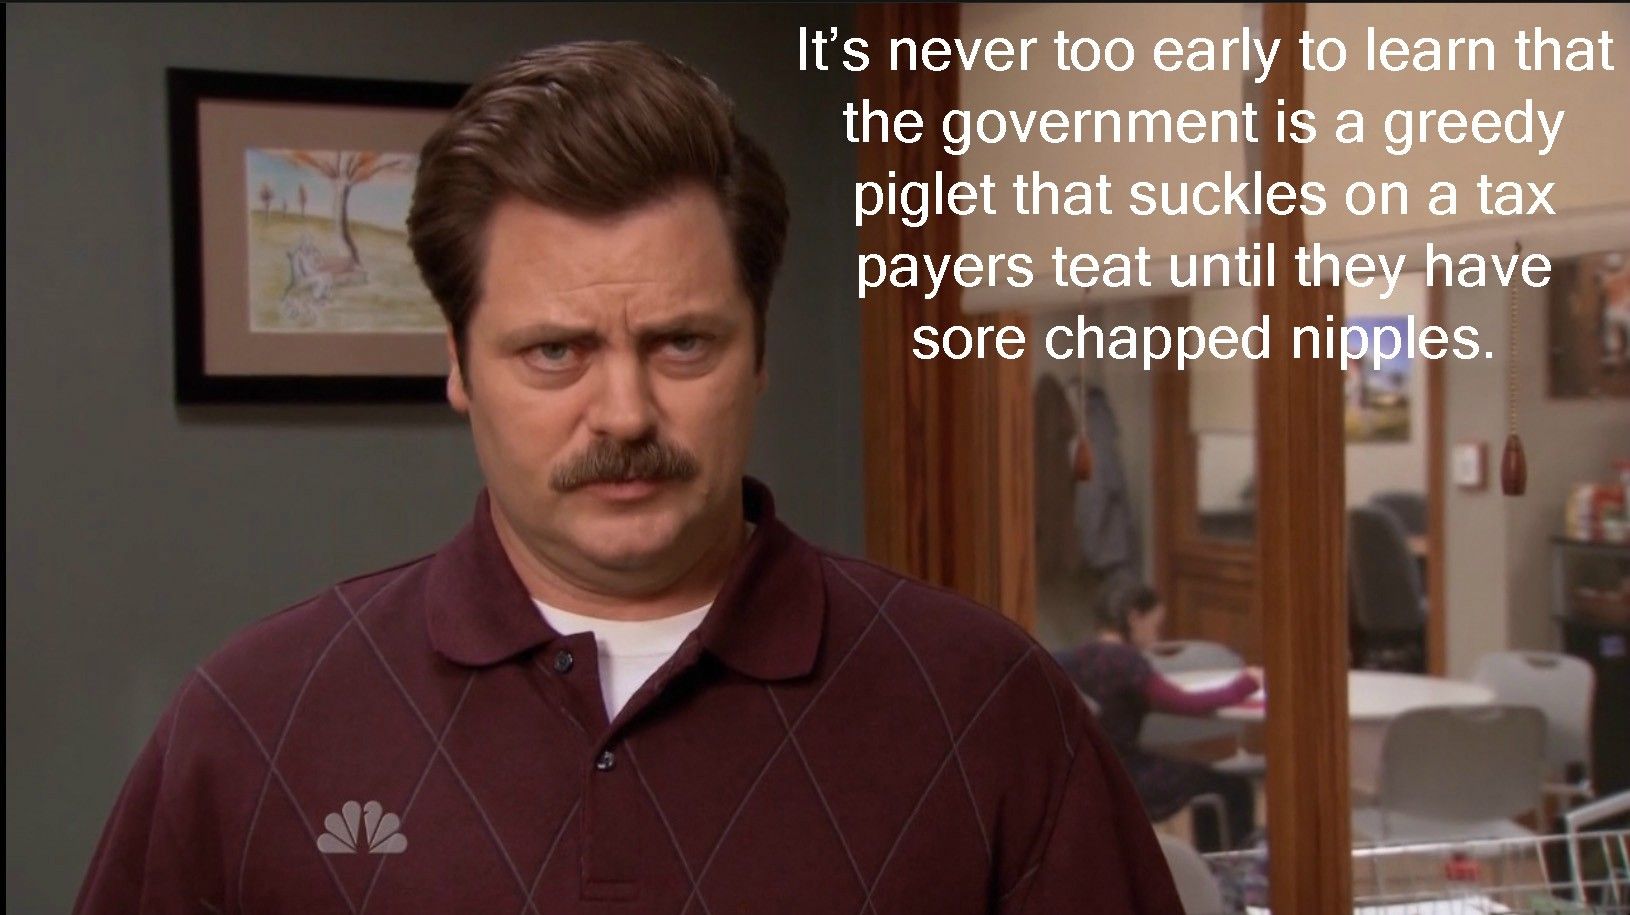 It’s never too early to learn that
the government is a greedy
piglet that suckles on a tax
payers teat until they have
sore chapped nipples.